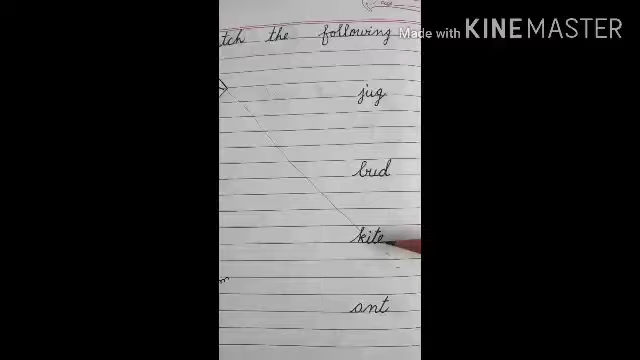 Made with KINEMASTER
tch the following
jug
bud
kite
ant